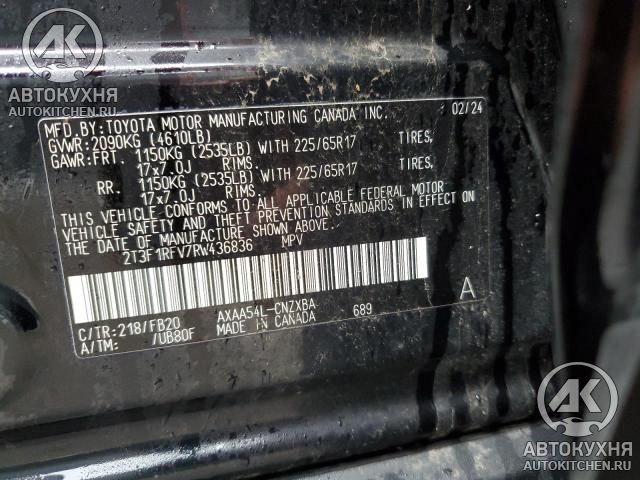 AK
АВТОКУХНЯ
AUTOKITCHEN.RU
MFD. BY: TOYOTA MOTOR MANUFACTURING CANADA INC. 02/24
GVWR: 2090KG (4610LB)
GAWR: FRT. 1150KG (2535LB) WITH 225/65R17 TIRES,
17x7.0J RIMS.
RR. 1150KG (2535LB) WITH 225/65R17 TIRES,
17x7.0J RIMS.
THIS VEHICLE CONFORMS TO ALL APPLICABLE FEDERAL MOTOR
VEHICLE SAFETY AND THEFT PREVENTION STANDARDS IN EFFECT ON
THE DATE OF MANUFACTURE SHOWN ABOVE.
2T3F1RFV7RW436836 MPV
C/TR: 218/FB20 AXAA54L-CNZXBA 689 A
A/TM: /UB80F MADE IN CANADA
AK
АВТОКУХНЯ
AUTOKITCHEN.RU